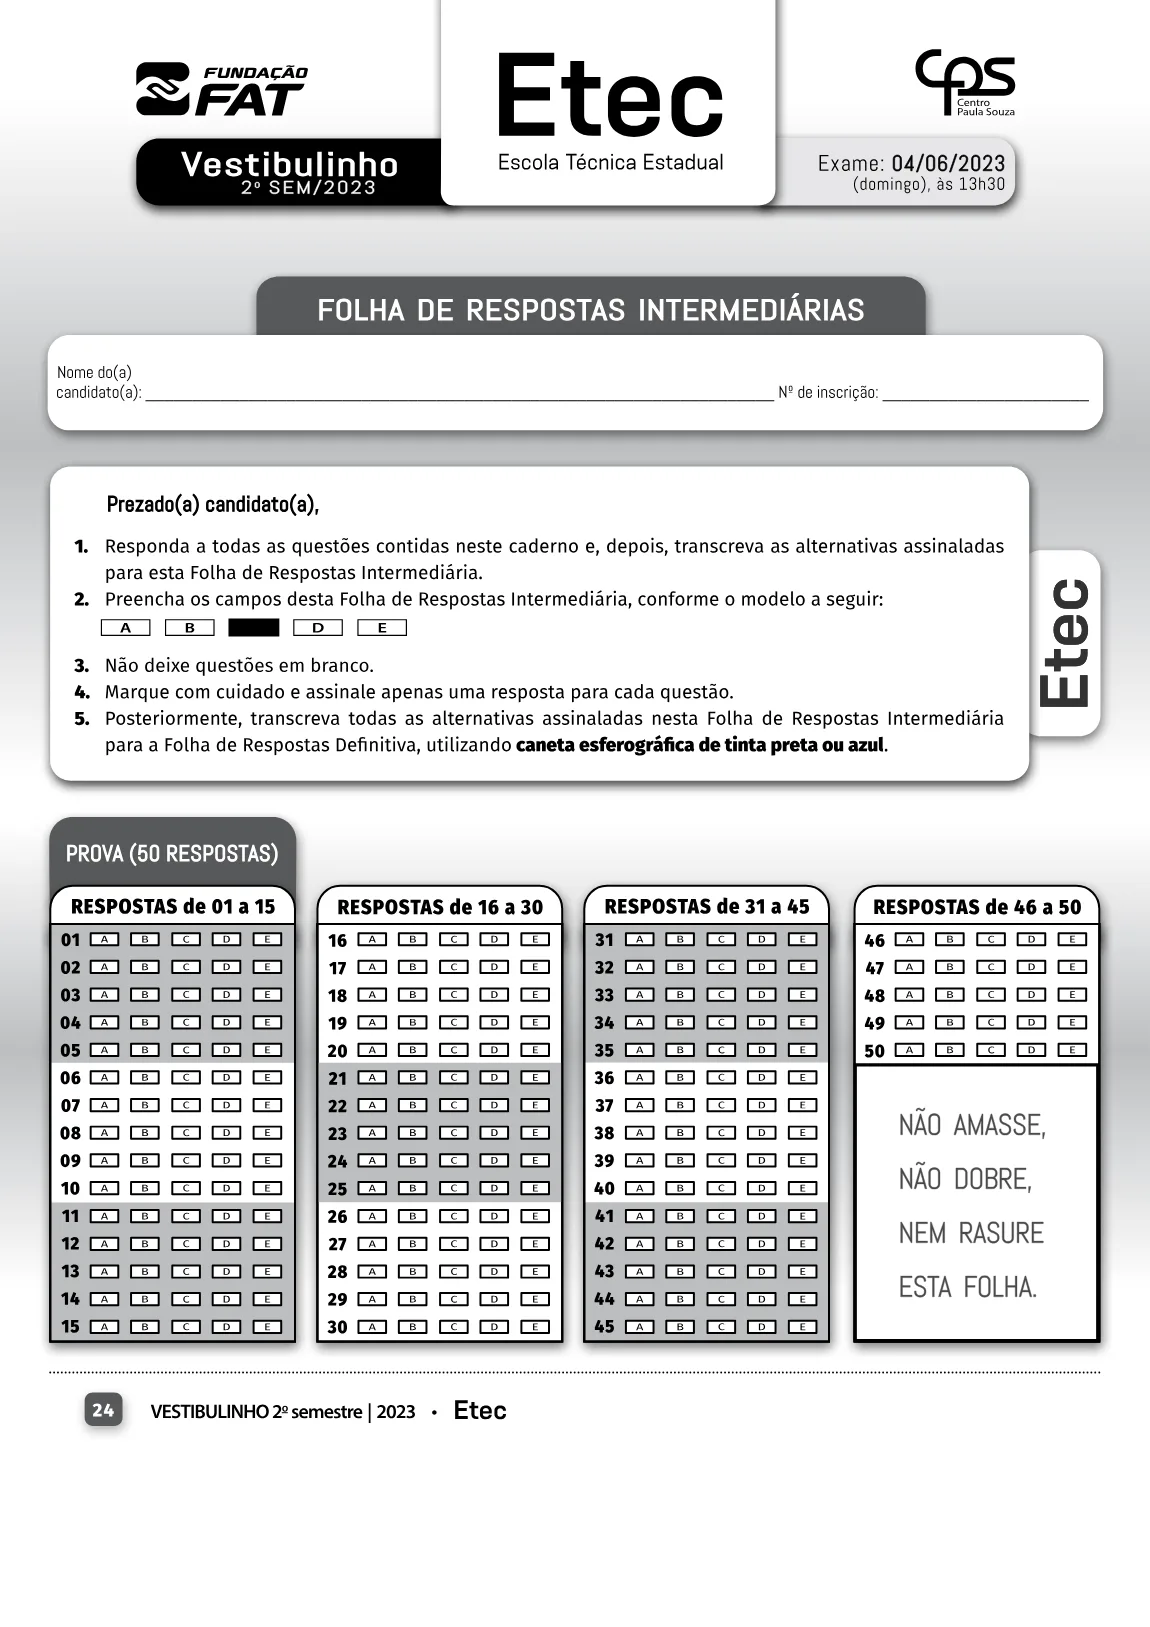 FUNDAÇÃO
FAT
Etec
Escola Técnica Estadual
CPS
Centro
Paula Souza
Vestibulinho
2º SEM/2023
Exame: 04/06/2023
(domingo), às 13h30
FOLHA DE RESPOSTAS INTERMEDIÁRIAS
Nome do(a)
candidato(a): Nº de inscrição:
Prezado(a) candidato(a),
1. Responda a todas as questões contidas neste caderno e, depois, transcreva as alternativas assinaladas
para esta Folha de Respostas Intermediária.
2. Preencha os campos desta Folha de Respostas Intermediária, conforme o modelo a seguir:
A B D E
3. Não deixe questões em branco.
4. Marque com cuidado e assinale apenas uma resposta para cada questão.
5. Posteriormente, transcreva todas as alternativas assinaladas nesta Folha de Respostas Intermediária
para a Folha de Respostas Definitiva, utilizando caneta esferográfica de tinta preta ou azul.
Etec
PROVA (50 RESPOSTAS)
RESPOSTAS de 01 a 15
01 A B C D E
02 A B C D E
03 A B C D E
04 A B C D E
05 A B C D E
06 A B C D E
07 A B C D E
08 A B C D E
09 A B C D E
10 A B C D E
11 A B C D E
12 A B C D E
13 A B C D E
14 A B C D E
15 A B C D E
RESPOSTAS de 16 a 30
16 A B C D E
17 A B C D E
18 A B C D E
19 A B C D E
20 A B C D E
21 A B C D E
22 A B C D E
23 A B C D E
24 A B C D E
25 A B C D E
26 A B C D E
27 A B C D E
28 A B C D E
29 A B C D E
30 A B C D E
RESPOSTAS de 31 a 45
31 A B C D E
32 A B C D E
33 A B C D E
34 A B C D E
35 A B C D E
36 A B C D E
37 A B C D E
38 A B C D E
39 A B C D E
40 A B C D E
41 A B C D E
42 A B C D E
43 A B C D E
44 A B C D E
45 A B C D E
RESPOSTAS de 46 a 50
46 A B C D E
47 A B C D E
48 A B C D E
49 A B C D E
50 A B C D E
NÃO AMASSE,
NÃO DOBRE,
NEM RASURE
ESTA FOLHA.
24 VESTIBULINHO 2º semestre | 2023 • Etec